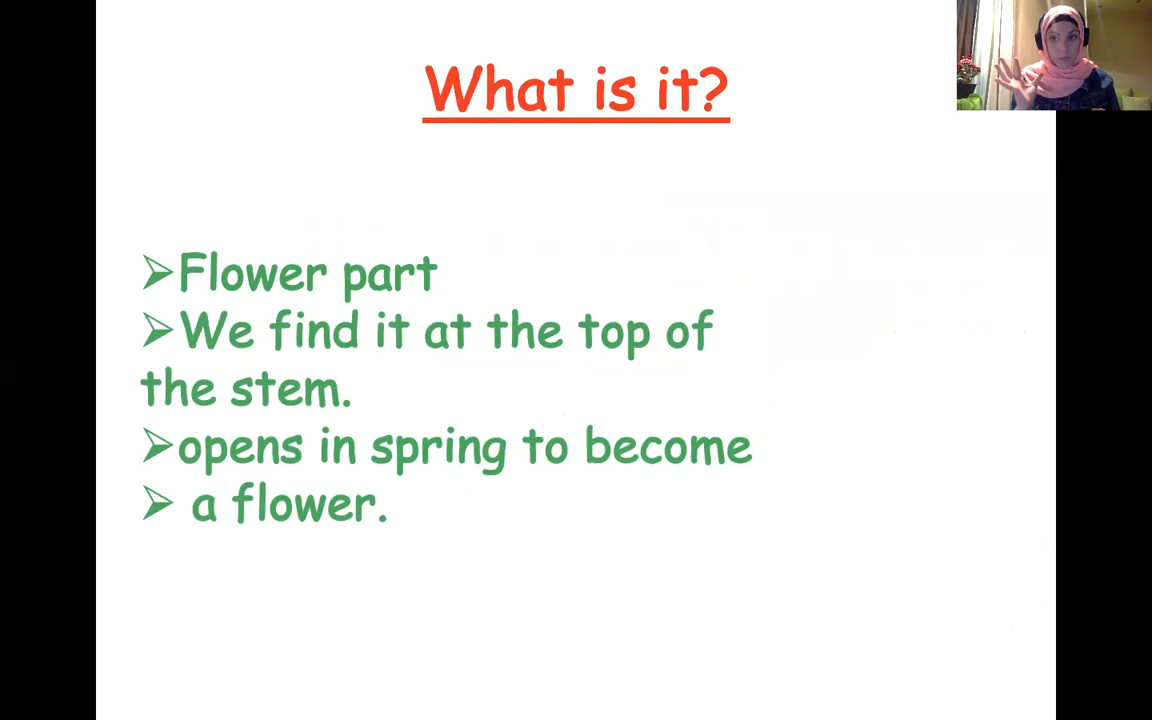 What is it?
➢Flower part
➢We find it at the top of
the stem.
➢opens in spring to become
➢ a flower.